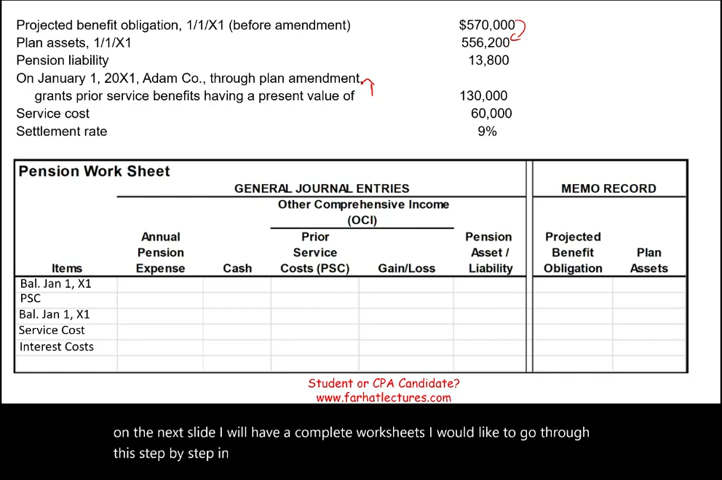 Projected benefit obligation, 1/1/X1 (before amendment) $570,000
Plan assets, 1/1/X1 556,200
Pension liability 13,800
On January 1, 20X1, Adam Co., through plan amendment,
grants prior service benefits having a present value of 130,000
Service cost 60,000
Settlement rate 9%
Pension Work Sheet
GENERAL JOURNAL ENTRIES MEMO RECORD
Other Comprehensive Income
(OCI)
Annual Prior Pension Projected
Pension Service Asset / Benefit Plan
Items Expense Cash Costs (PSC) Gain/Loss Liability Obligation Assets
Bal. Jan 1, X1
PSC
Bal. Jan 1, X1
Service Cost
Interest Costs
Student or CPA Candidate?
www.farhatlectures.com
on the next slide I will have a complete worksheets I would like to go through
this step by step in